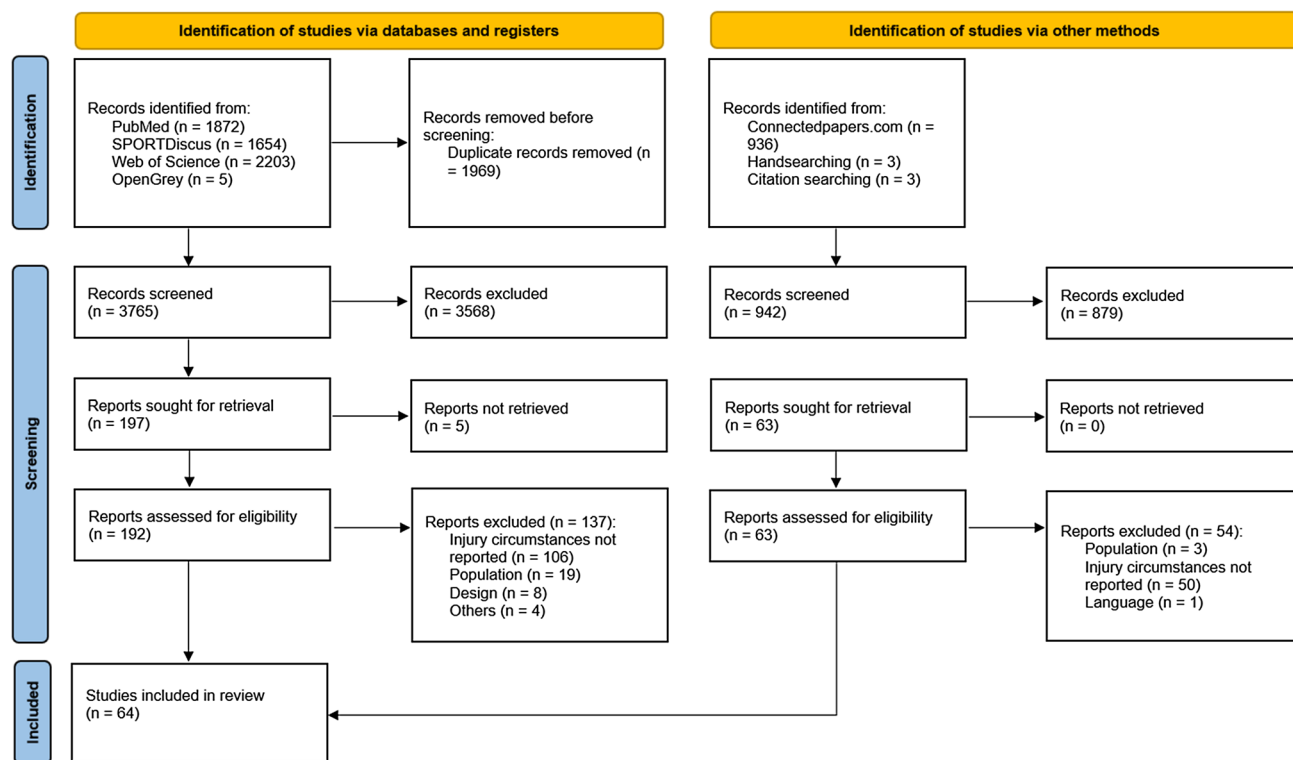 Identification of studies via databases and registers
Identification of studies via other methods
Identification
Records identified from:
PubMed (n = 1872)
SPORTDiscus (n = 1654)
Web of Science (n = 2203)
OpenGrey (n = 5)
Records removed before
screening:
Duplicate records removed (n
= 1969)
Records identified from:
Connectedpapers.com (n =
936)
Handsearching (n = 3)
Citation searching (n = 3)
Screening
Records screened
(n = 3765)
Records excluded
(n = 3568)
Records screened
(n = 942)
Records excluded
(n = 879)
Reports sought for retrieval
(n = 197)
Reports not retrieved
(n = 5)
Reports sought for retrieval
(n = 63)
Reports not retrieved
(n = 0)
Reports assessed for eligibility
(n = 192)
Reports excluded (n = 137):
Injury circumstances not
reported (n = 106)
Population (n = 19)
Design (n = 8)
Others (n = 4)
Reports assessed for eligibility
(n = 63)
Reports excluded (n = 54):
Population (n = 3)
Injury circumstances not
reported (n = 50)
Language (n = 1)
Included
Studies included in review
(n = 64)